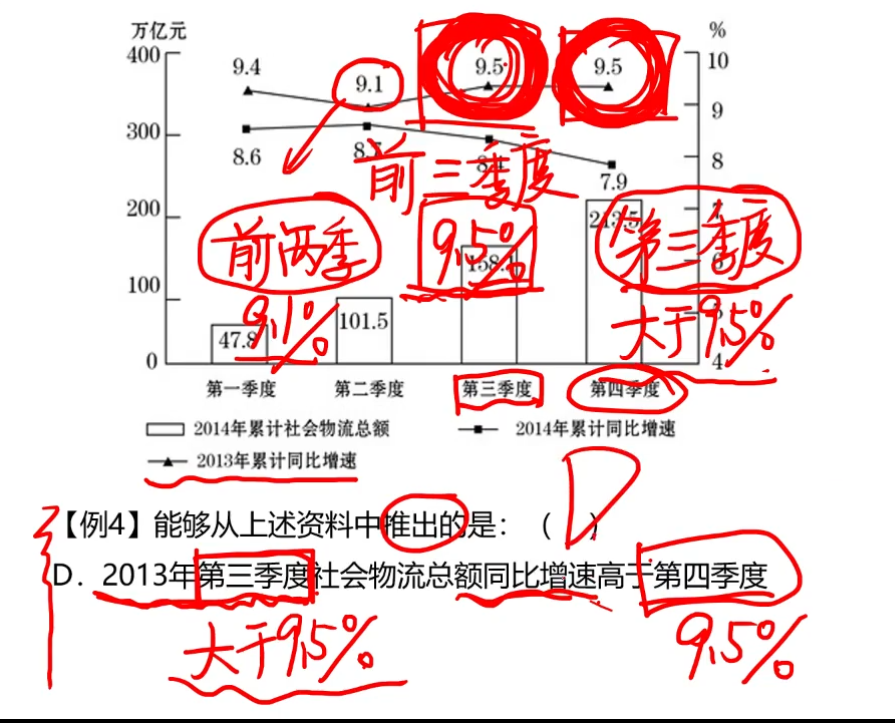 万亿元 %
400 10
9.4 9.1 9.5 9.5
9
300
8.6 8.4 8
7.9
前三季度
200 7
前两季 9.5% 第三季度
158.1 213.5 6
100
9.1% 大于9.5%
47.8 101.5 5
0 4
第一季度 第二季度 第三季度 第四季度
2014年累计社会物流总额 2014年累计同比增速
2013年累计同比增速
【例4】能够从上述资料中推出的是：（ ）
D
D．2013年第三季度社会物流总额同比增速高于第四季度
大于9.5% 9.5%